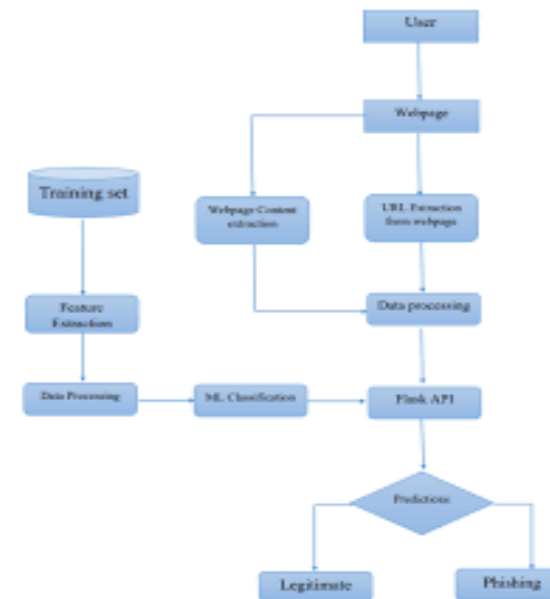 User
Webpage
Training set
Webpage Content
extraction
URL Extraction
from webpage
Feature
Extraction
Data processing
Data Processing
ML Classification
Flask API
Predictions
Legitimate
Phishing